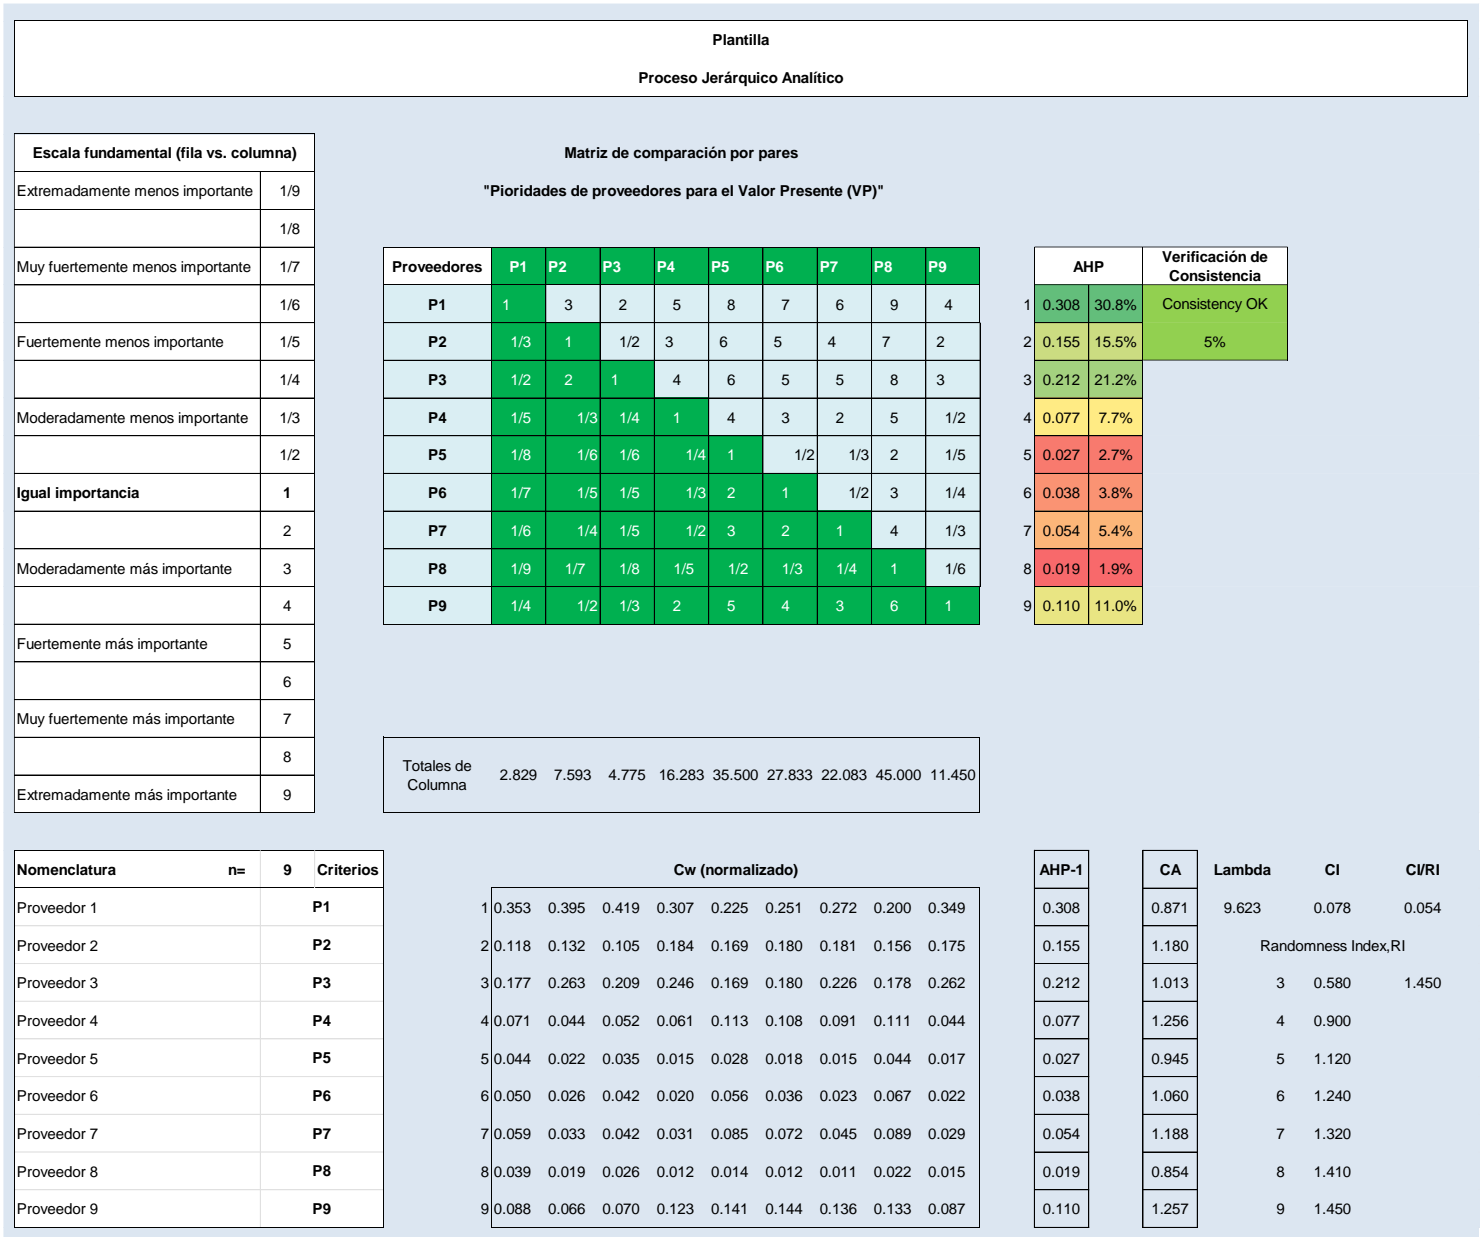 Plantilla
Proceso Jerárquico Analítico
Escala fundamental (fila vs. columna)
Extremadamente menos importante 1/9
1/8
Muy fuertemente menos importante 1/7
1/6
Fuertemente menos importante 1/5
1/4
Moderadamente menos importante 1/3
1/2
Igual importancia 1
2
Moderadamente más importante 3
4
Fuertemente más importante 5
6
Muy fuertemente más importante 7
8
Extremadamente más importante 9
Matriz de comparación por pares
"Pioridades de proveedores para el Valor Presente (VP)"
Proveedores P1 P2 P3 P4 P5 P6 P7 P8 P9
P1 1 3 2 5 8 7 6 9 4
P2 1/3 1 1/2 3 6 5 4 7 2
P3 1/2 2 1 4 6 5 5 8 3
P4 1/5 1/3 1/4 1 4 3 2 5 1/2
P5 1/8 1/6 1/6 1/4 1 1/2 1/3 2 1/5
P6 1/7 1/5 1/5 1/3 2 1 1/2 3 1/4
P7 1/6 1/4 1/5 1/2 3 2 1 4 1/3
P8 1/9 1/7 1/8 1/5 1/2 1/3 1/4 1 1/6
P9 1/4 1/2 1/3 2 5 4 3 6 1
AHP
Verificación de
Consistencia
1 0.308 30.8% Consistency OK
2 0.155 15.5% 5%
3 0.212 21.2%
4 0.077 7.7%
5 0.027 2.7%
6 0.038 3.8%
7 0.054 5.4%
8 0.019 1.9%
9 0.110 11.0%
Totales de
Columna
2.829 7.593 4.775 16.283 35.500 27.833 22.083 45.000 11.450
Nomenclatura n= 9 Criterios
Proveedor 1 P1
Proveedor 2 P2
Proveedor 3 P3
Proveedor 4 P4
Proveedor 5 P5
Proveedor 6 P6
Proveedor 7 P7
Proveedor 8 P8
Proveedor 9 P9
Cw (normalizado)
1 0.353 0.395 0.419 0.307 0.225 0.251 0.272 0.200 0.349
2 0.118 0.132 0.105 0.184 0.169 0.180 0.181 0.156 0.175
3 0.177 0.263 0.209 0.246 0.169 0.180 0.226 0.178 0.262
4 0.071 0.044 0.052 0.061 0.113 0.108 0.091 0.111 0.044
5 0.044 0.022 0.035 0.015 0.028 0.018 0.015 0.044 0.017
6 0.050 0.026 0.042 0.020 0.056 0.036 0.023 0.067 0.022
7 0.059 0.033 0.042 0.031 0.085 0.072 0.045 0.089 0.029
8 0.039 0.019 0.026 0.012 0.014 0.012 0.011 0.022 0.015
9 0.088 0.066 0.070 0.123 0.141 0.144 0.136 0.133 0.087
AHP-1
0.308
0.155
0.212
0.077
0.027
0.038
0.054
0.019
0.110
CA
0.871
1.180
1.013
1.256
0.945
1.060
1.188
0.854
1.257
Lambda CI CI/RI
9.623 0.078 0.054
Randomness Index,RI
3 0.580 1.450
4 0.900
5 1.120
6 1.240
7 1.320
8 1.410
9 1.450